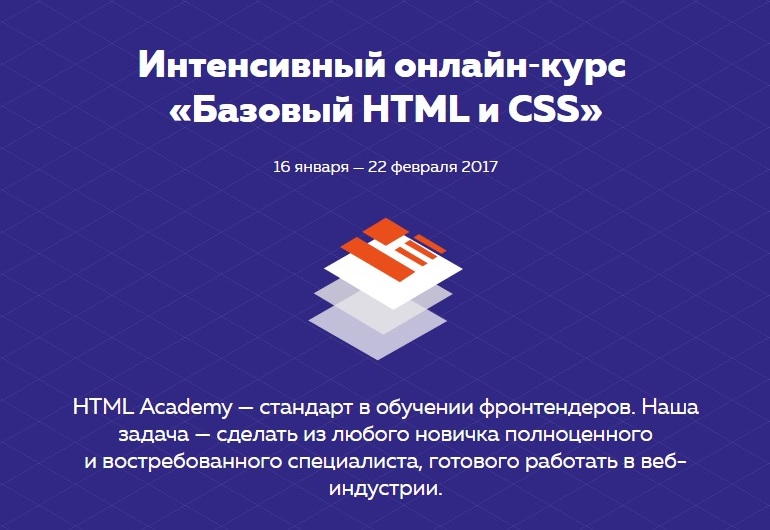 Интенсивный онлайн-курс
«Базовый HTML и CSS»
16 января — 22 февраля 2017
HTML Academy — стандарт в обучении фронтендеров. Наша
задача — сделать из любого новичка полноценного
и востребованного специалиста, готового работать в веб-
индустрии.